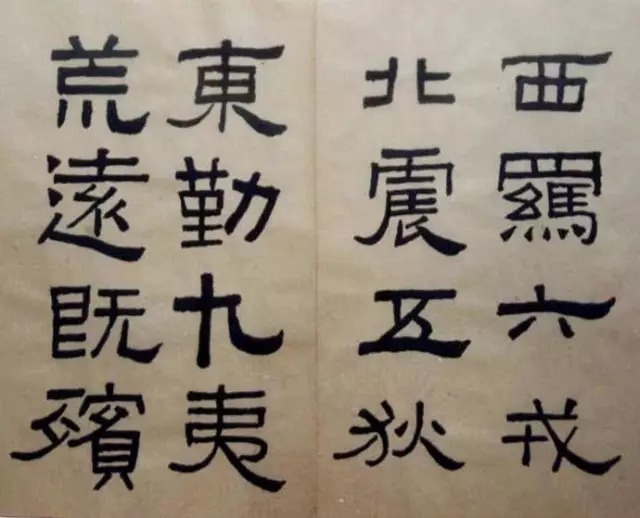 西羈六戎
北震五狄
東勤九夷
荒遠既殯